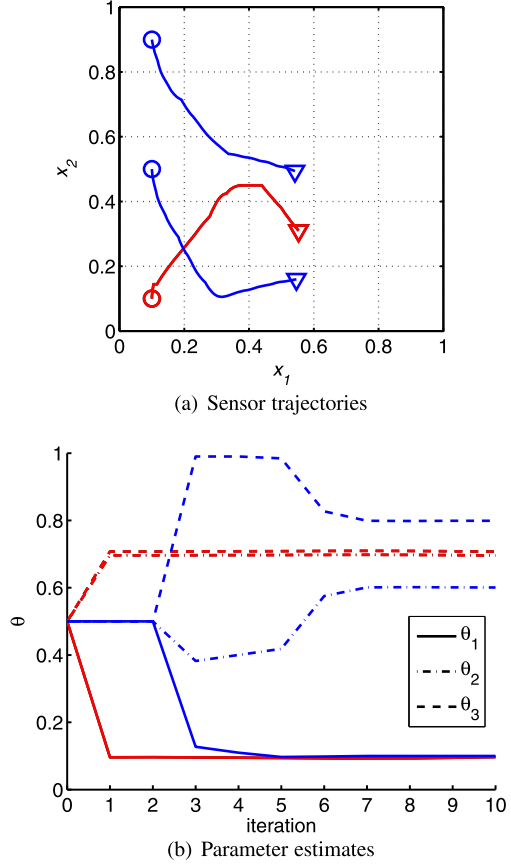 1
0.8
0.6
0.4
0.2
0
x2
0 0.2 0.4 0.6 0.8 1
x1
(a) Sensor trajectories
1
0.8
0.6
0.4
0.2
0
θ
θ1
θ2
θ3
0 1 2 3 4 5 6 7 8 9 10
iteration
(b) Parameter estimates